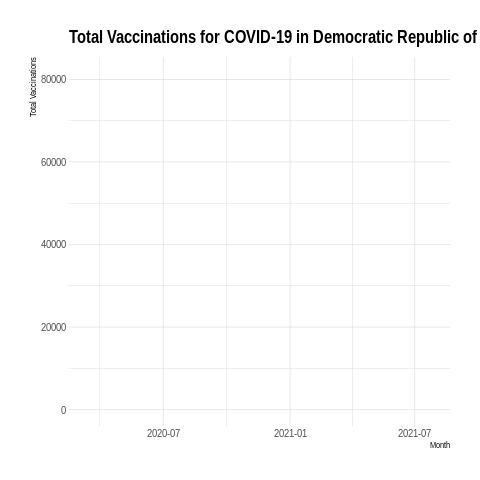 Total Vaccinations for COVID-19 in Democratic Republic of
Total Vaccinations
80000
60000
40000
20000
0
2020-07 2021-01 2021-07
Month